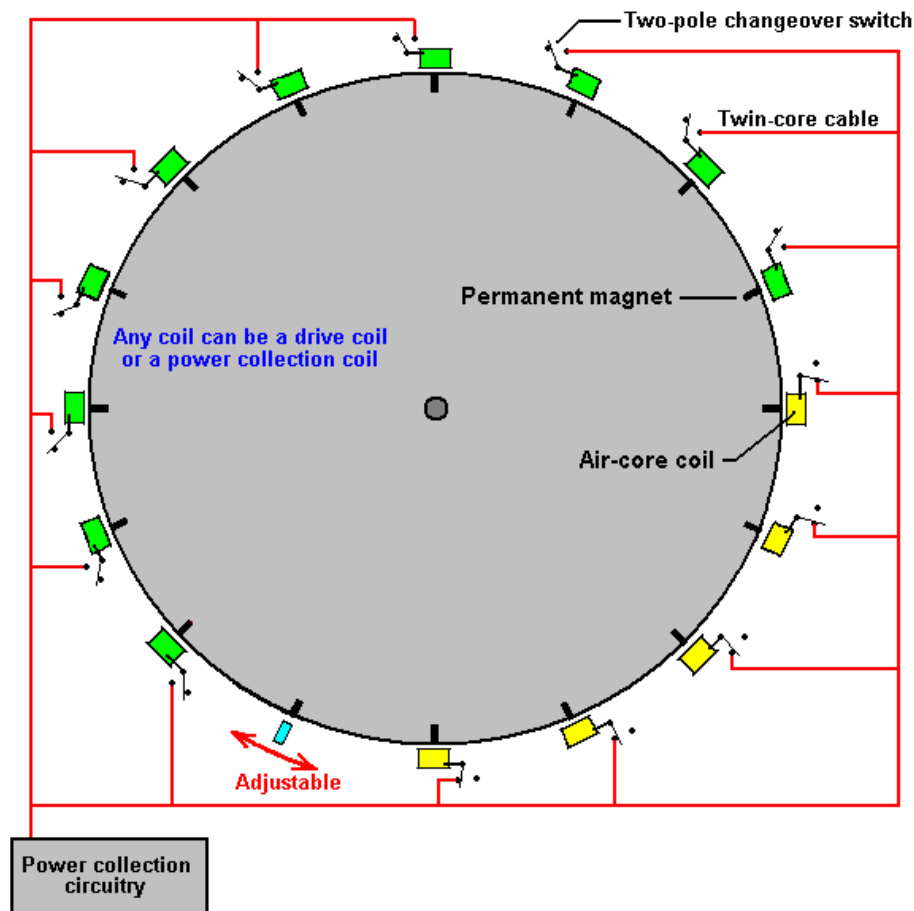 Two-pole changeover switch
Twin-core cable
Permanent magnet
Any coil can be a drive coil
or a power collection coil
Air-core coil
Adjustable
Power collection
circuitry